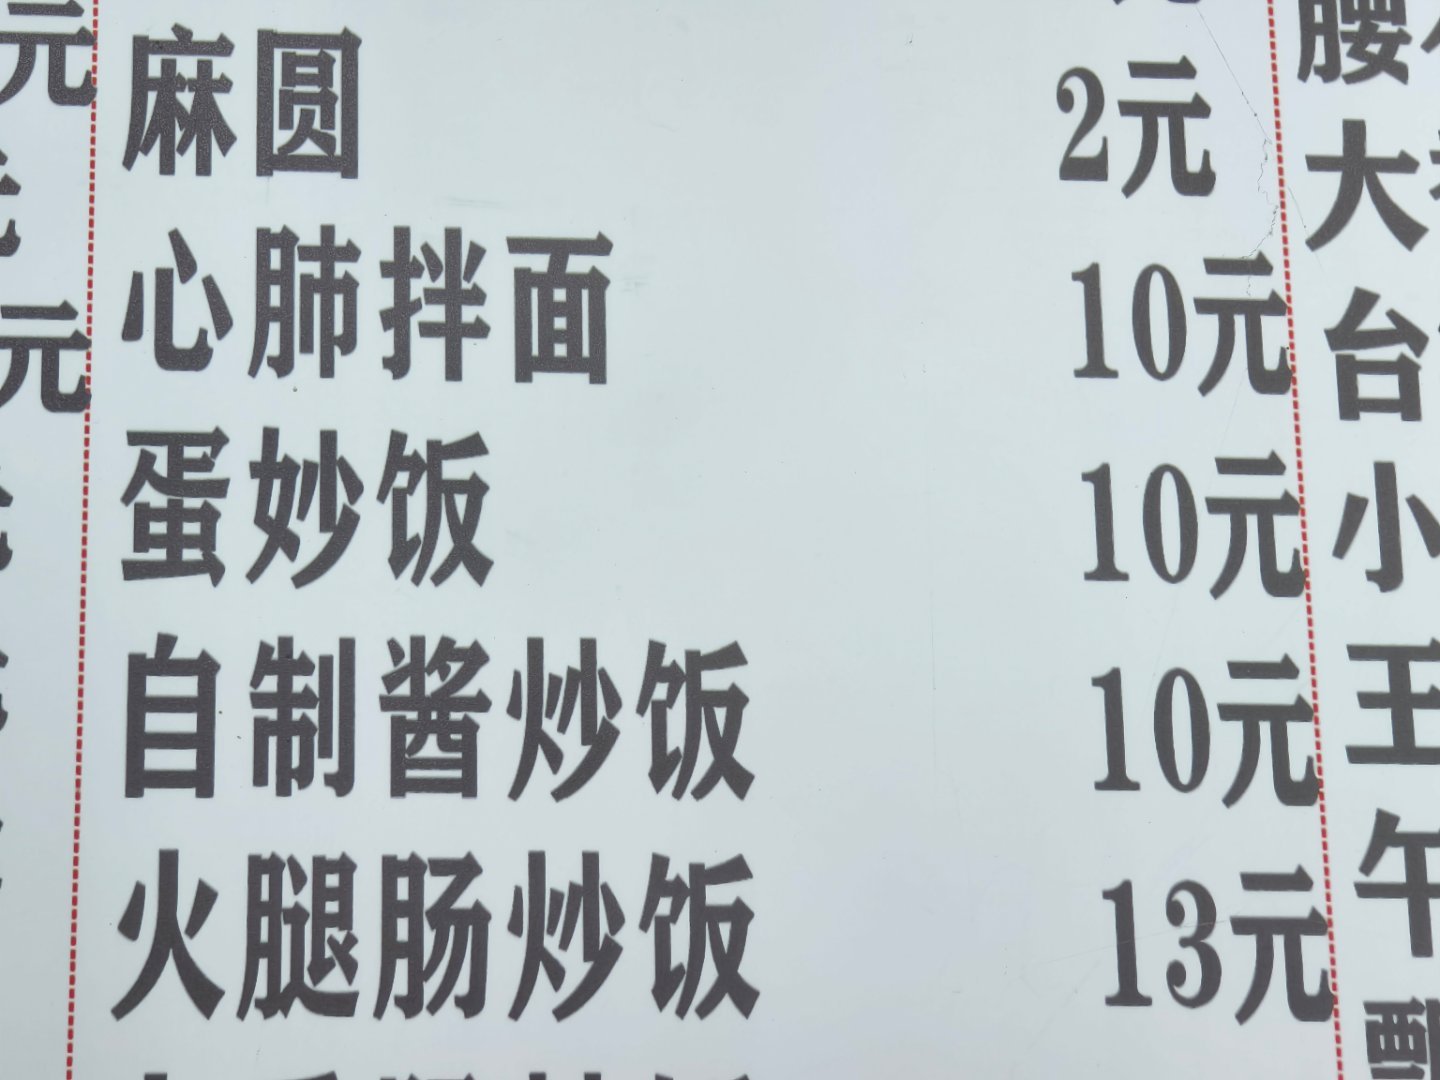 麻圆 2元
心肺拌面 10元
蛋妙饭 10元
自制酱炒饭 10元
火腿肠炒饭 13元
元
元
腰
大
台
小
王
午
瓢